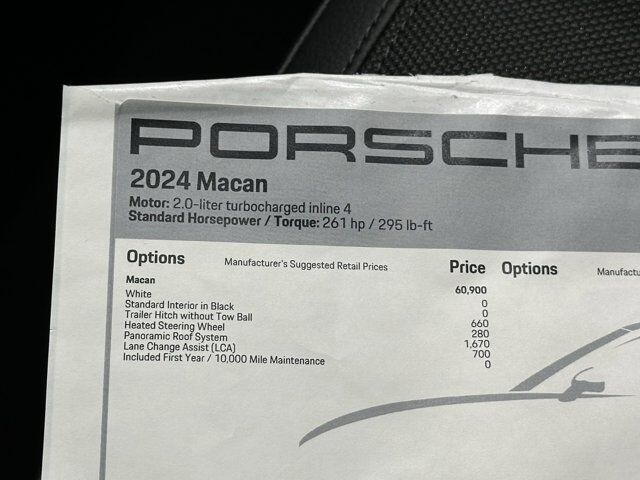 PORSCHE
2024 Macan
Motor: 2.0-liter turbocharged inline 4
Standard Horsepower / Torque: 261 hp / 295 lb-ft
Options Manufacturer's Suggested Retail Prices Price Options
Macan 60,900
White 0
Standard Interior in Black 0
Trailer Hitch without Tow Ball 660
Heated Steering Wheel 280
Panoramic Roof System 1,670
Lane Change Assist (LCA) 700
Included First Year / 10,000 Mile Maintenance 0